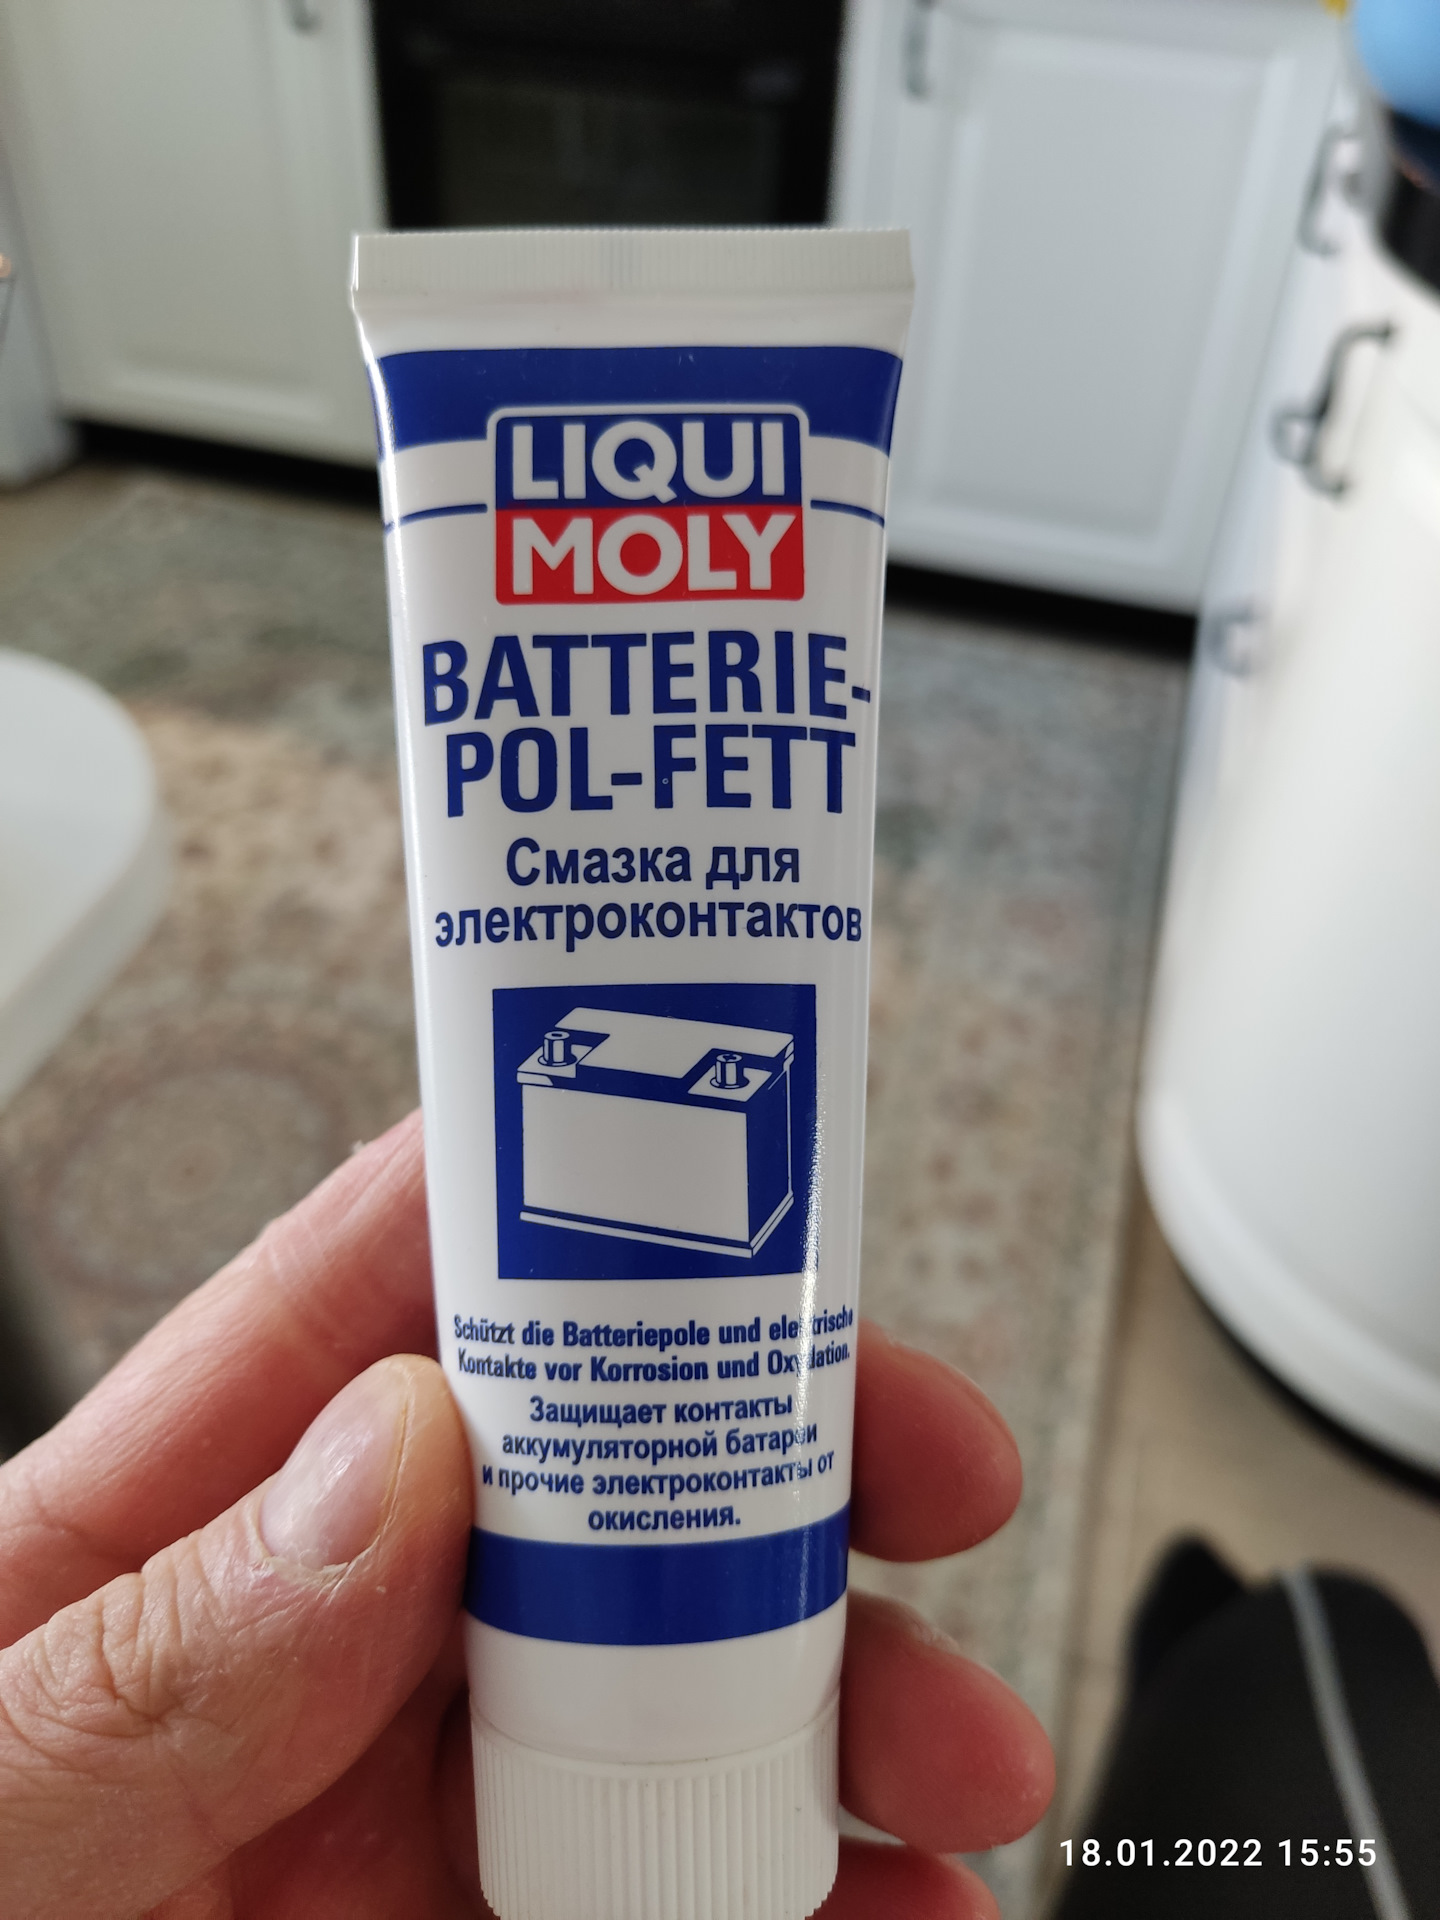 LIQUI
MOLY
BATTERIE-
POL-FETT
Смазка для
электроконтактов
Schützt die Batteriepole und elektrische
Kontakte vor Korrosion und Oxydation.
Защищает контакты
аккумуляторной батареи
и прочие электроконтакты от
окисления.
18.01.2022 15:55